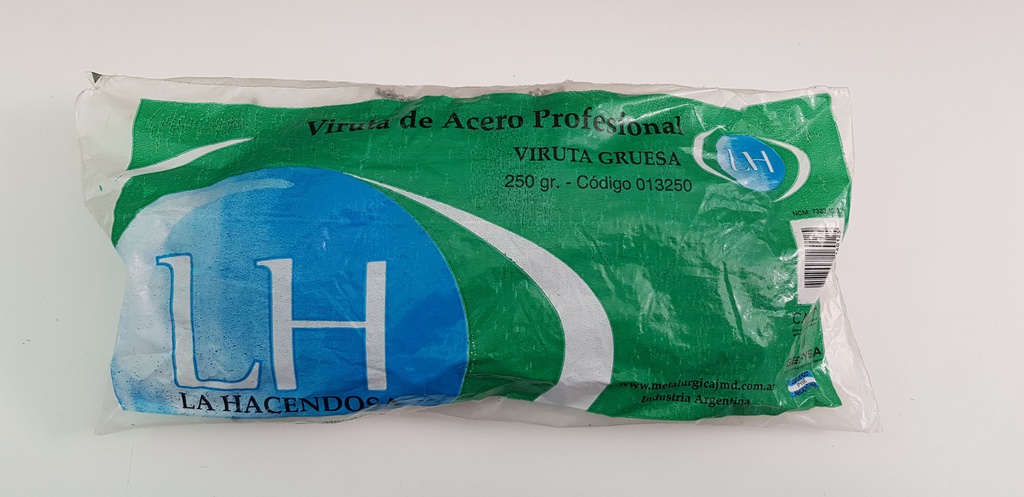 Viruta de Acero Profesional
VIRUTA GRUESA
250 gr. - Código 013250
LH
LH
LA HACENDOSA
www.metalurgicajmd.com.ar
Industria Argentina